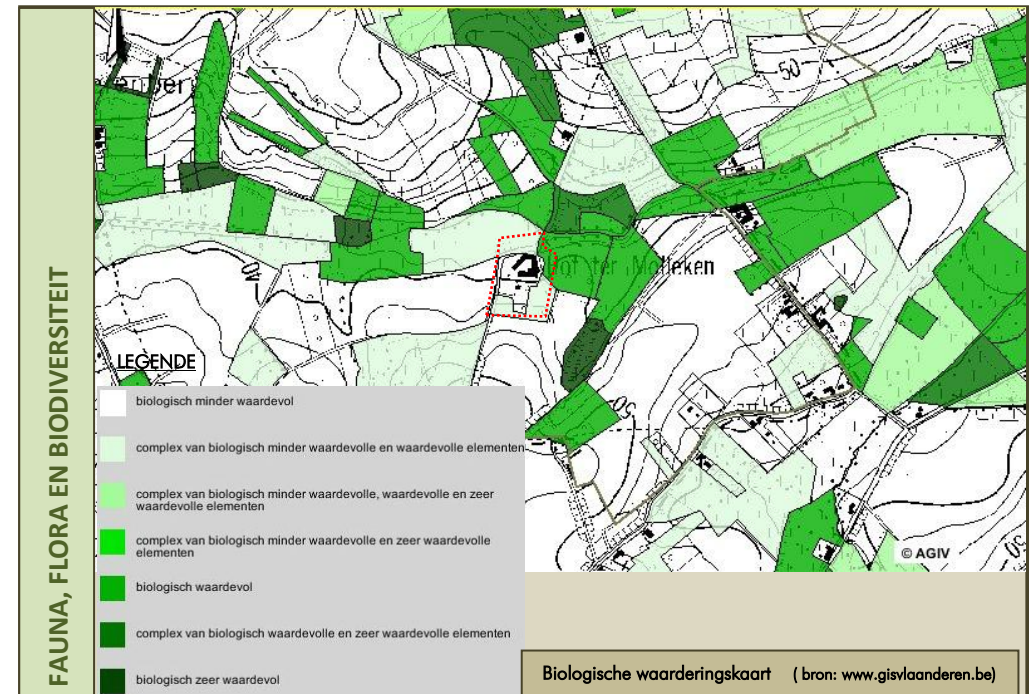 FAUNA, FLORA EN BIODIVERSITEIT
50
Hof ter Molleken
50
50
LEGENDE
biologisch minder waardevol
complex van biologisch minder waardevolle en waardevolle elementen
complex van biologisch minder waardevolle, waardevolle en zeer
waardevolle elementen
complex van biologisch minder waardevolle en zeer waardevolle
elementen
biologisch waardevol
complex van biologisch waardevolle en zeer waardevolle elementen
biologisch zeer waardevol
© AGIV
Biologische waarderingskaart ( bron: www.gisvlaanderen.be)